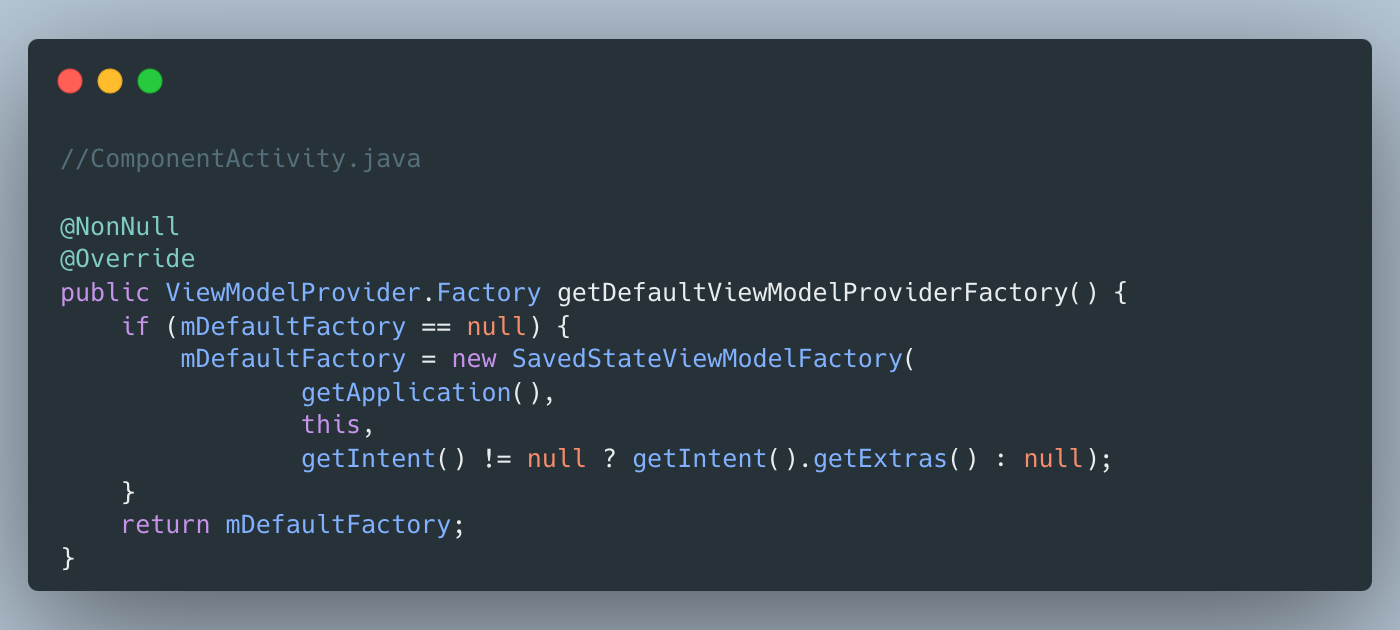 //ComponentActivity.java
@NonNull
@Override
public ViewModelProvider.Factory getDefaultViewModelProviderFactory() {
    if (mDefaultFactory == null) {
        mDefaultFactory = new SavedStateViewModelFactory(
                getApplication(),
                this,
                getIntent() != null ? getIntent().getExtras() : null);
    }
    return mDefaultFactory;
}